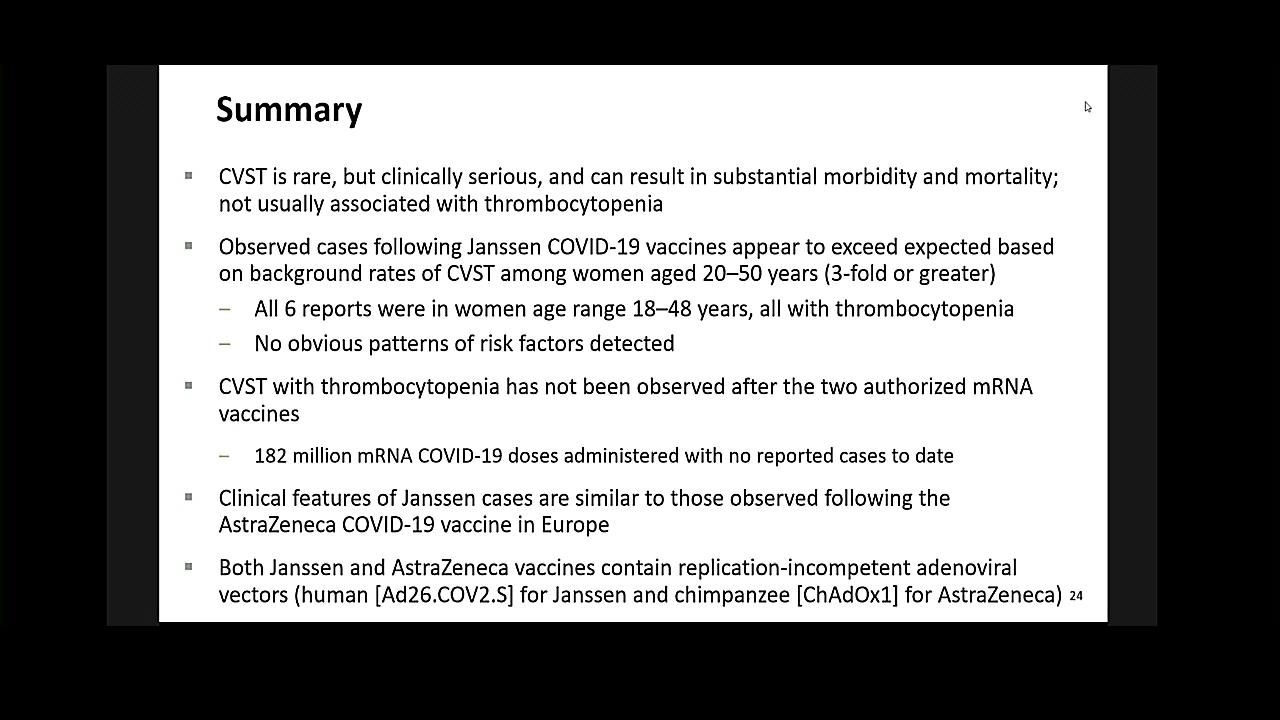 Summary
▪ CVST is rare, but clinically serious, and can result in substantial morbidity and mortality;
not usually associated with thrombocytopenia
▪ Observed cases following Janssen COVID-19 vaccines appear to exceed expected based
on background rates of CVST among women aged 20–50 years (3-fold or greater)
– All 6 reports were in women age range 18–48 years, all with thrombocytopenia
– No obvious patterns of risk factors detected
▪ CVST with thrombocytopenia has not been observed after the two authorized mRNA
vaccines
– 182 million mRNA COVID-19 doses administered with no reported cases to date
▪ Clinical features of Janssen cases are similar to those observed following the
AstraZeneca COVID-19 vaccine in Europe
▪ Both Janssen and AstraZeneca vaccines contain replication-incompetent adenoviral
vectors (human [Ad26.COV2.S] for Janssen and chimpanzee [ChAdOx1] for AstraZeneca) 24